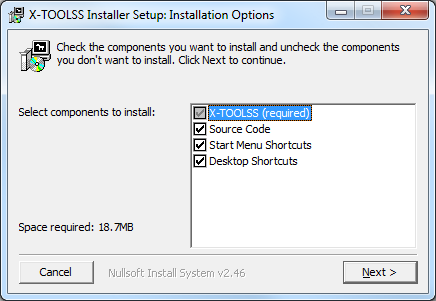 X-TOOLSS Installer Setup: Installation Options
Check the components you want to install and uncheck the components
you don't want to install. Click Next to continue.
Select components to install:
X-TOOLSS (required)
Source Code
Start Menu Shortcuts
Desktop Shortcuts
Space required: 18.7MB
Cancel
Nullsoft Install System v2.46
Next >